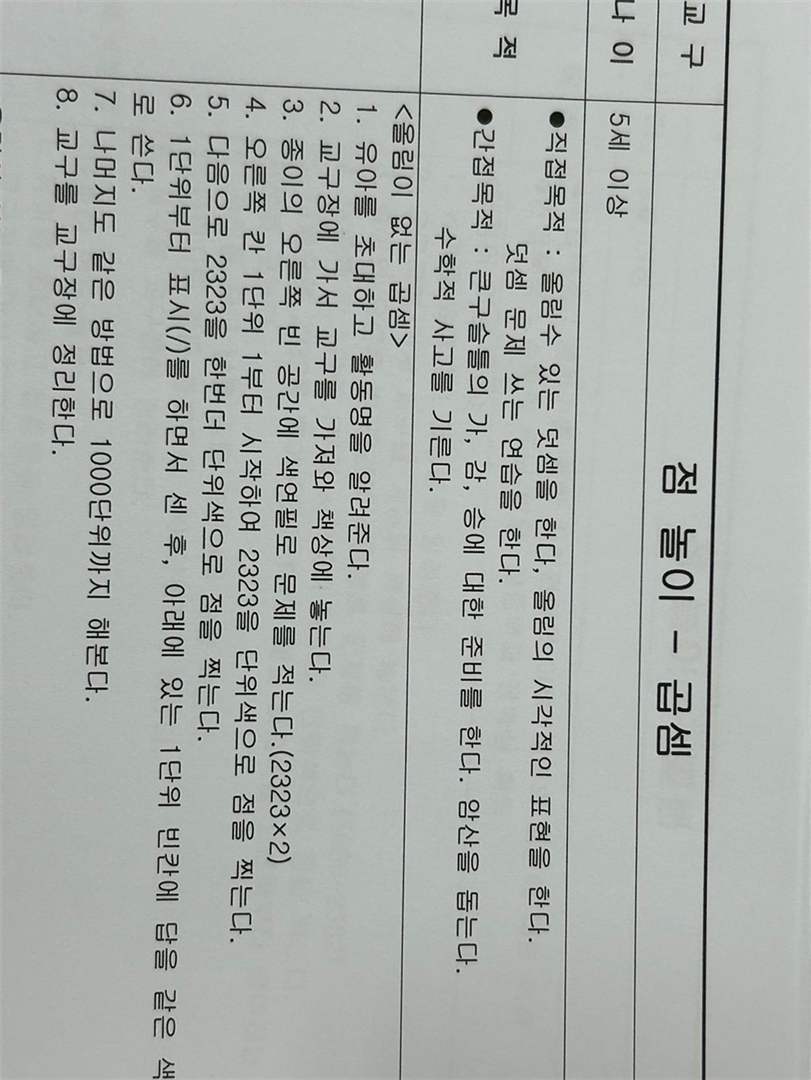 교 구
점 놀이 - 곱셈
나 이
5세 이상
목 적
●직접목적 : 올림수 있는 덧셈을 한다, 올림의 시각적인 표현을 한다.
덧셈 문제 쓰는 연습을 한다.
●간접목적 : 큰구슬틀의 가, 감, 승에 대한 준비를 한다. 암산을 돕는다.
수학적 사고를 기른다.
<올림이 없는 곱셈>
1. 유아를 초대하고 활동명을 알려준다.
2. 교구장에 가서 교구를 가져와 책상에 놓는다.
3. 종이의 오른쪽 빈 공간에 색연필로 문제를 적는다.(2323×2)
4. 오른쪽 칸 1단위 1부터 시작하여 2323을 단위색으로 점을 찍는다.
5. 다음으로 2323을 한번더 단위색으로 점을 찍는다.
6. 1단위부터 표시(/)를 하면서 센 후, 아래에 있는 1단위 빈칸에 답을 같은 색
로 쓴다.
7. 나머지도 같은 방법으로 1000단위까지 해본다.
8. 교구를 교구장에 정리한다.